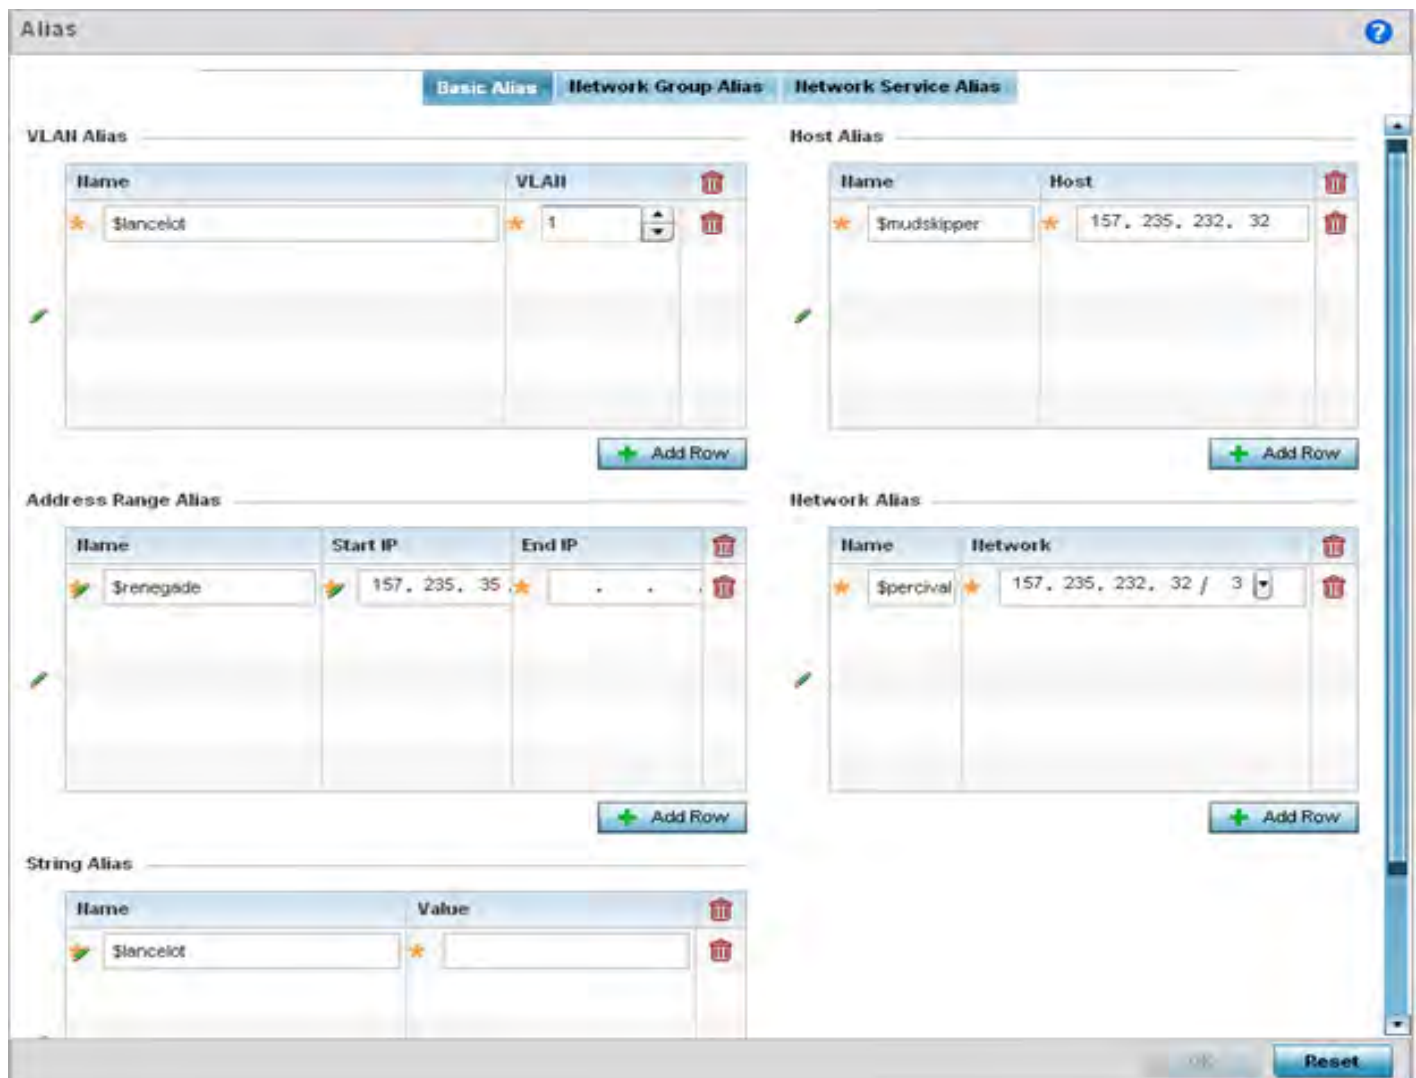 Alias
?
Basic Alias Network Group Alias Network Service Alias
VLAN Alias
Name VLAN
$lancelot 1
Add Row
Host Alias
Name Host
$mudskipper 157. 235. 232. 32
Add Row
Address Range Alias
Name Start IP End IP
$renegade 157. 235. 35 . . . .
Add Row
Network Alias
Name Network
$percival 157. 235. 232. 32 / 3
Add Row
String Alias
Name Value
$lancelot
OK Reset